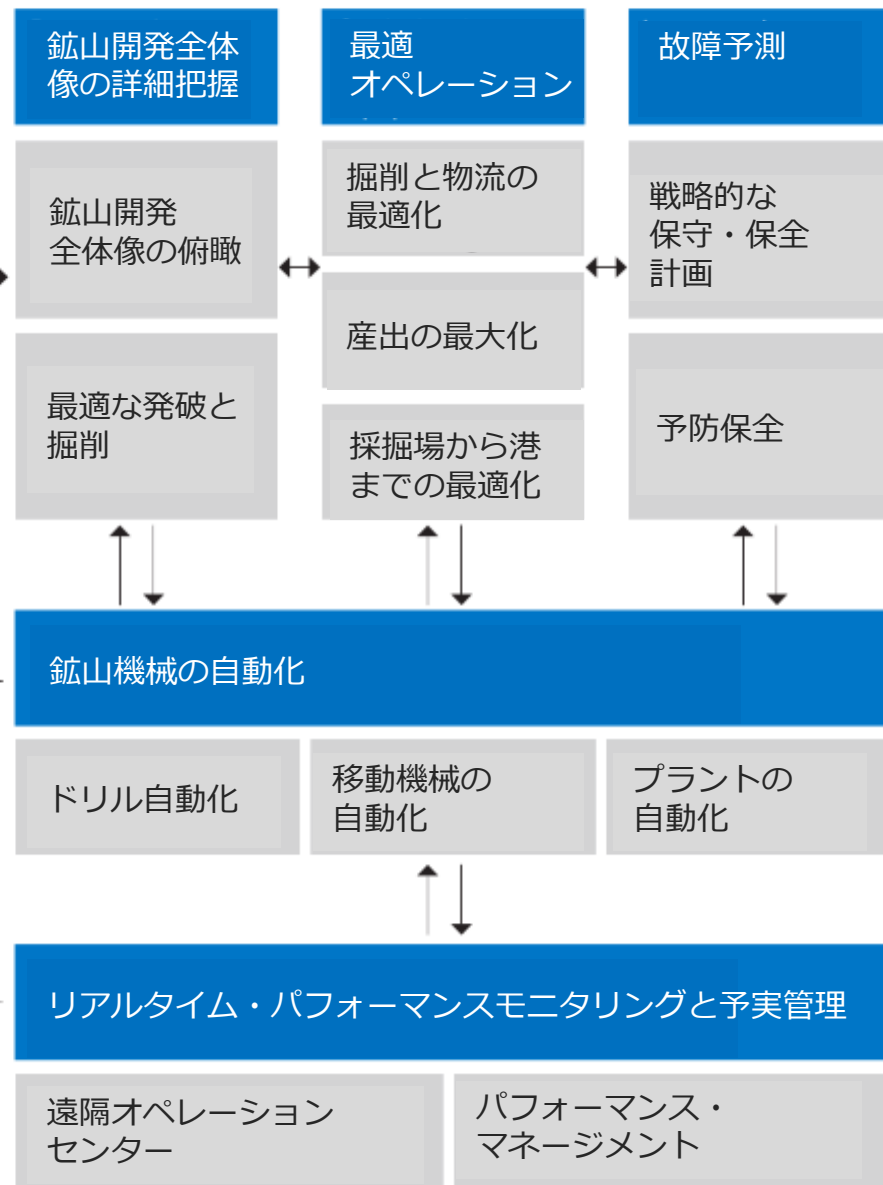 鉱山開発全体
像の詳細把握
最適
オペレーション
故障予測
鉱山開発
全体像の俯瞰
最適な発破と
掘削
掘削と物流の
最適化
産出の最大化
採掘場から港
までの最適化
戦略的な
保守・保全
計画
予防保全
鉱山機械の自動化
ドリル自動化
移動機械の
自動化
プラントの
自動化
リアルタイム・パフォーマンスモニタリングと予実管理
遠隔オペレーション
センター
パフォーマンス・
マネージメント